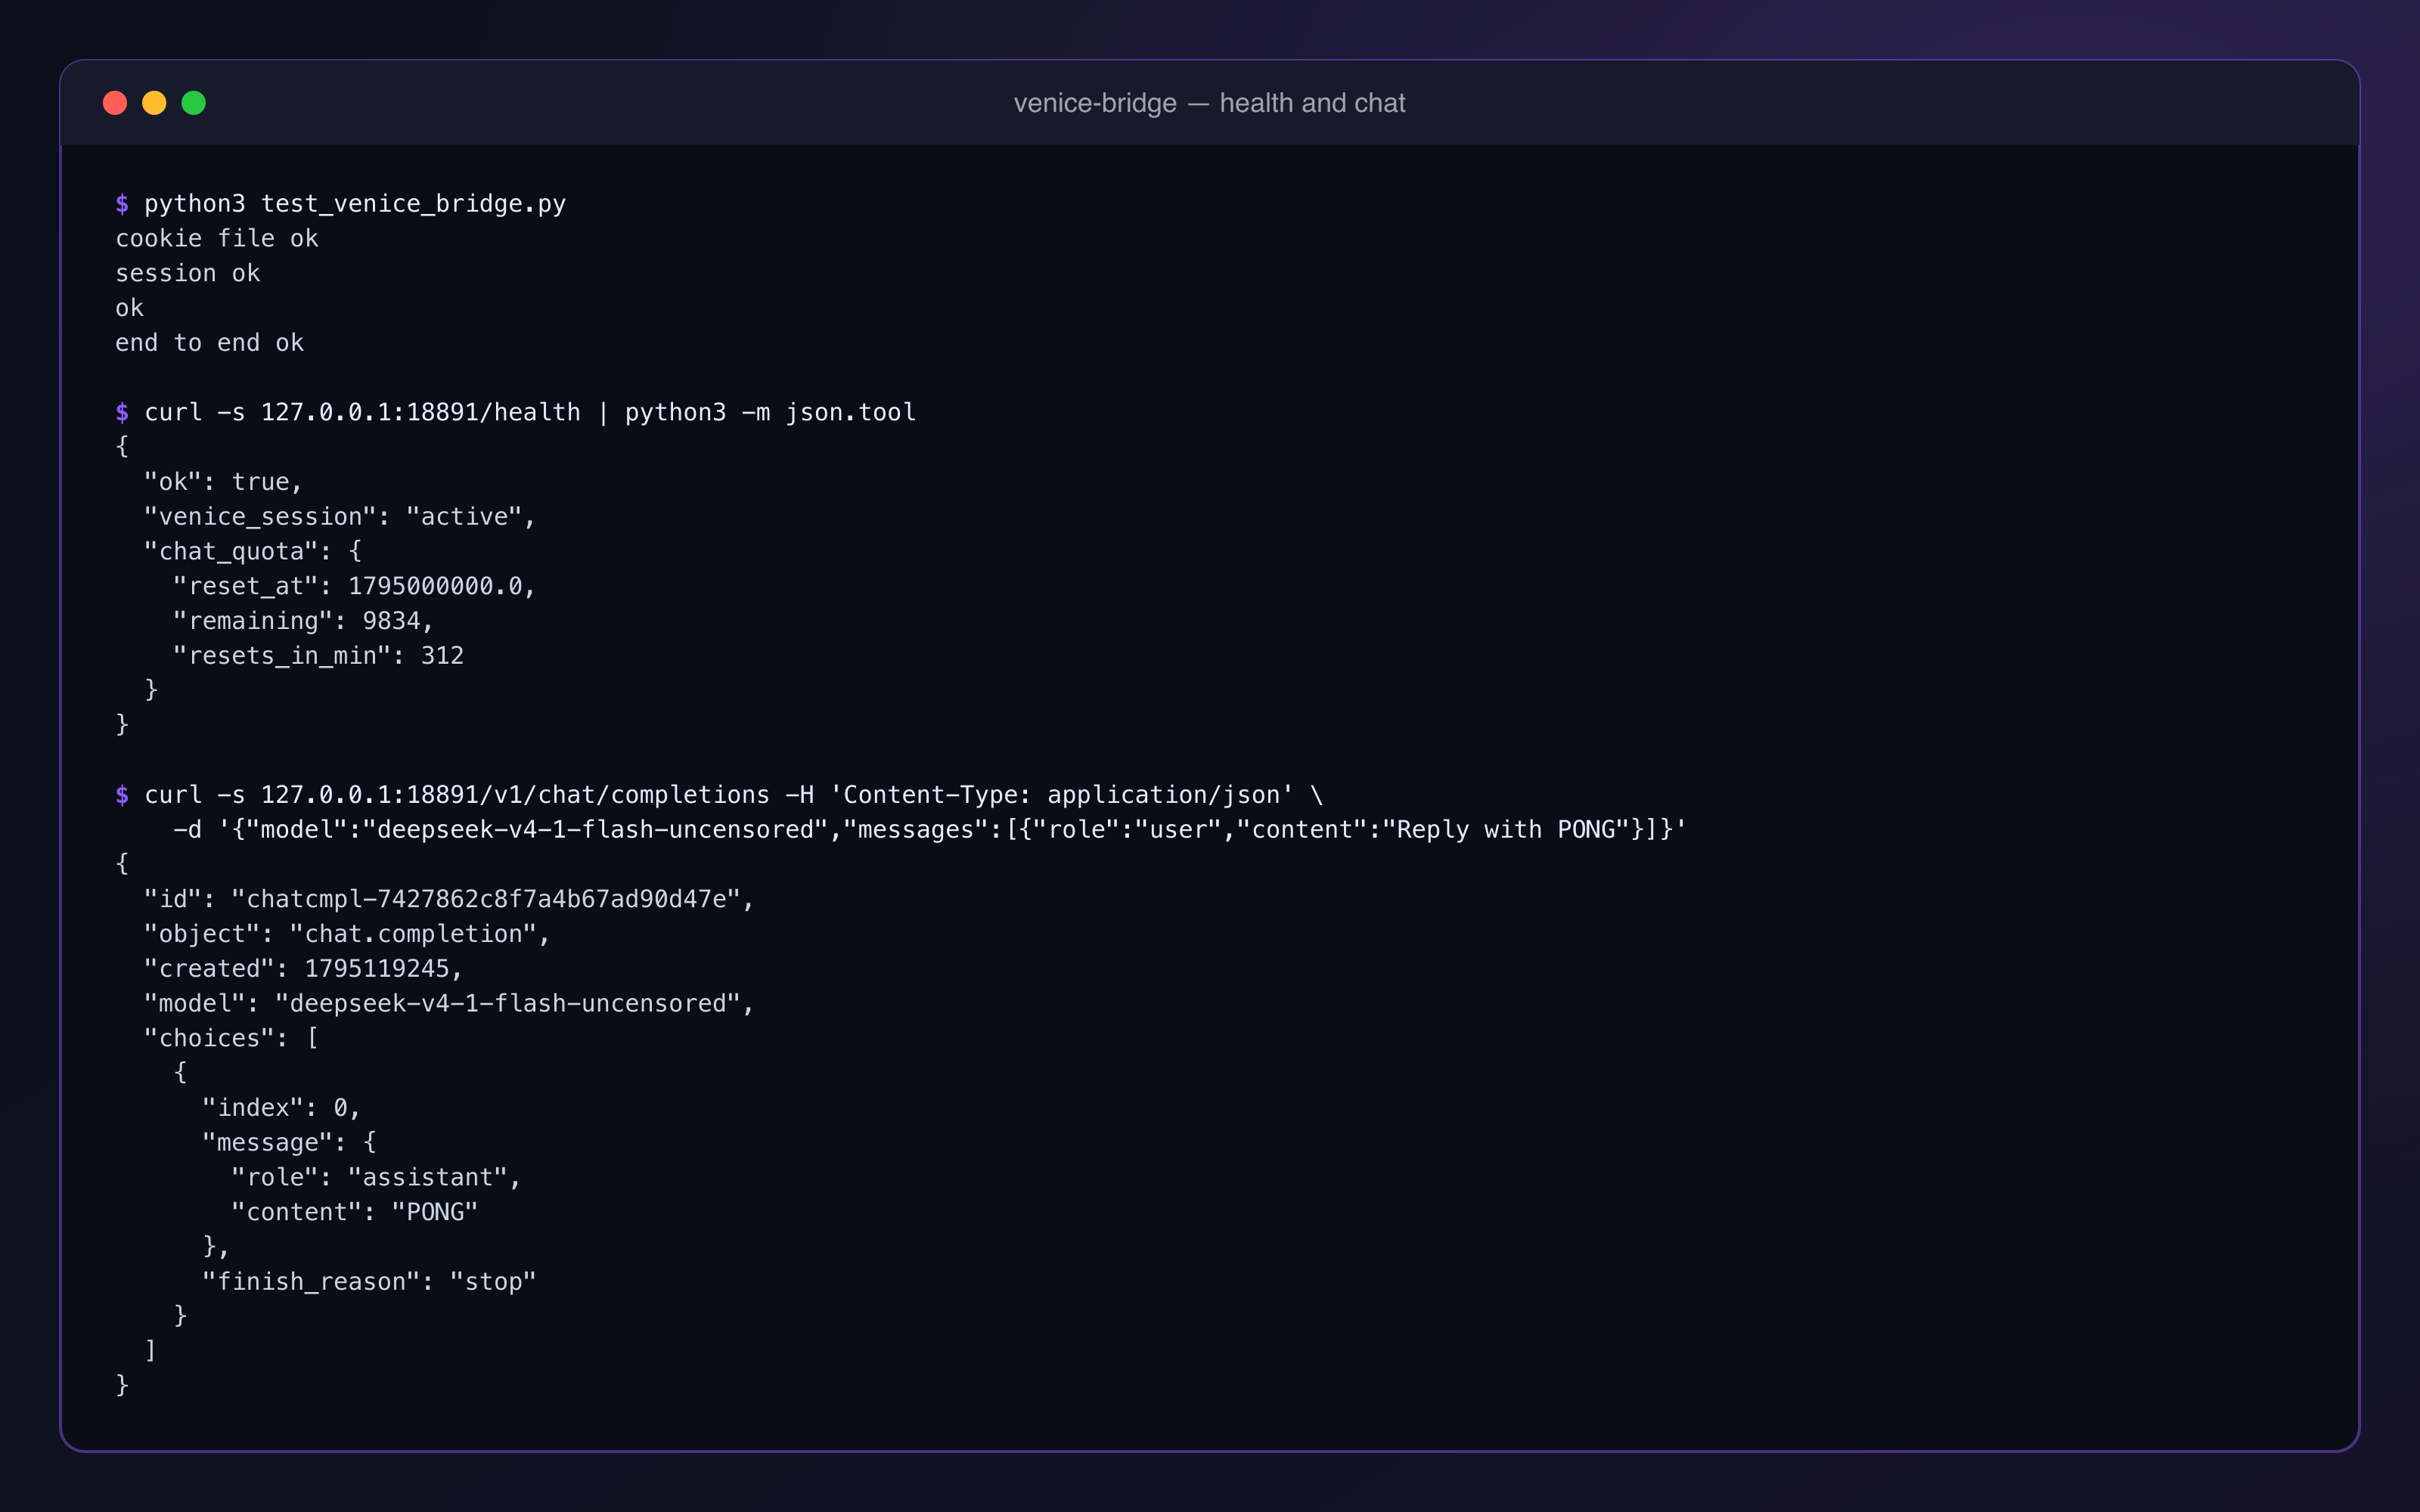 venice-bridge — health and chat
$ python3 test_venice_bridge.py
cookie file ok
session ok
ok
end to end ok
$ curl -s 127.0.0.1:18891/health | python3 -m json.tool
{
  "ok": true,
  "venice_session": "active",
  "chat_quota": {
    "reset_at": 1795000000.0,
    "remaining": 9834,
    "resets_in_min": 312
  }
}
$ curl -s 127.0.0.1:18891/v1/chat/completions -H 'Content-Type: application/json' \
    -d '{"model":"deepseek-v4-1-flash-uncensored","messages":[{"role":"user","content":"Reply with PONG"}]}'
{
  "id": "chatcmpl-7427862c8f7a4b67ad90d47e",
  "object": "chat.completion",
  "created": 1795119245,
  "model": "deepseek-v4-1-flash-uncensored",
  "choices": [
    {
      "index": 0,
      "message": {
        "role": "assistant",
        "content": "PONG"
      },
      "finish_reason": "stop"
    }
  ]
}